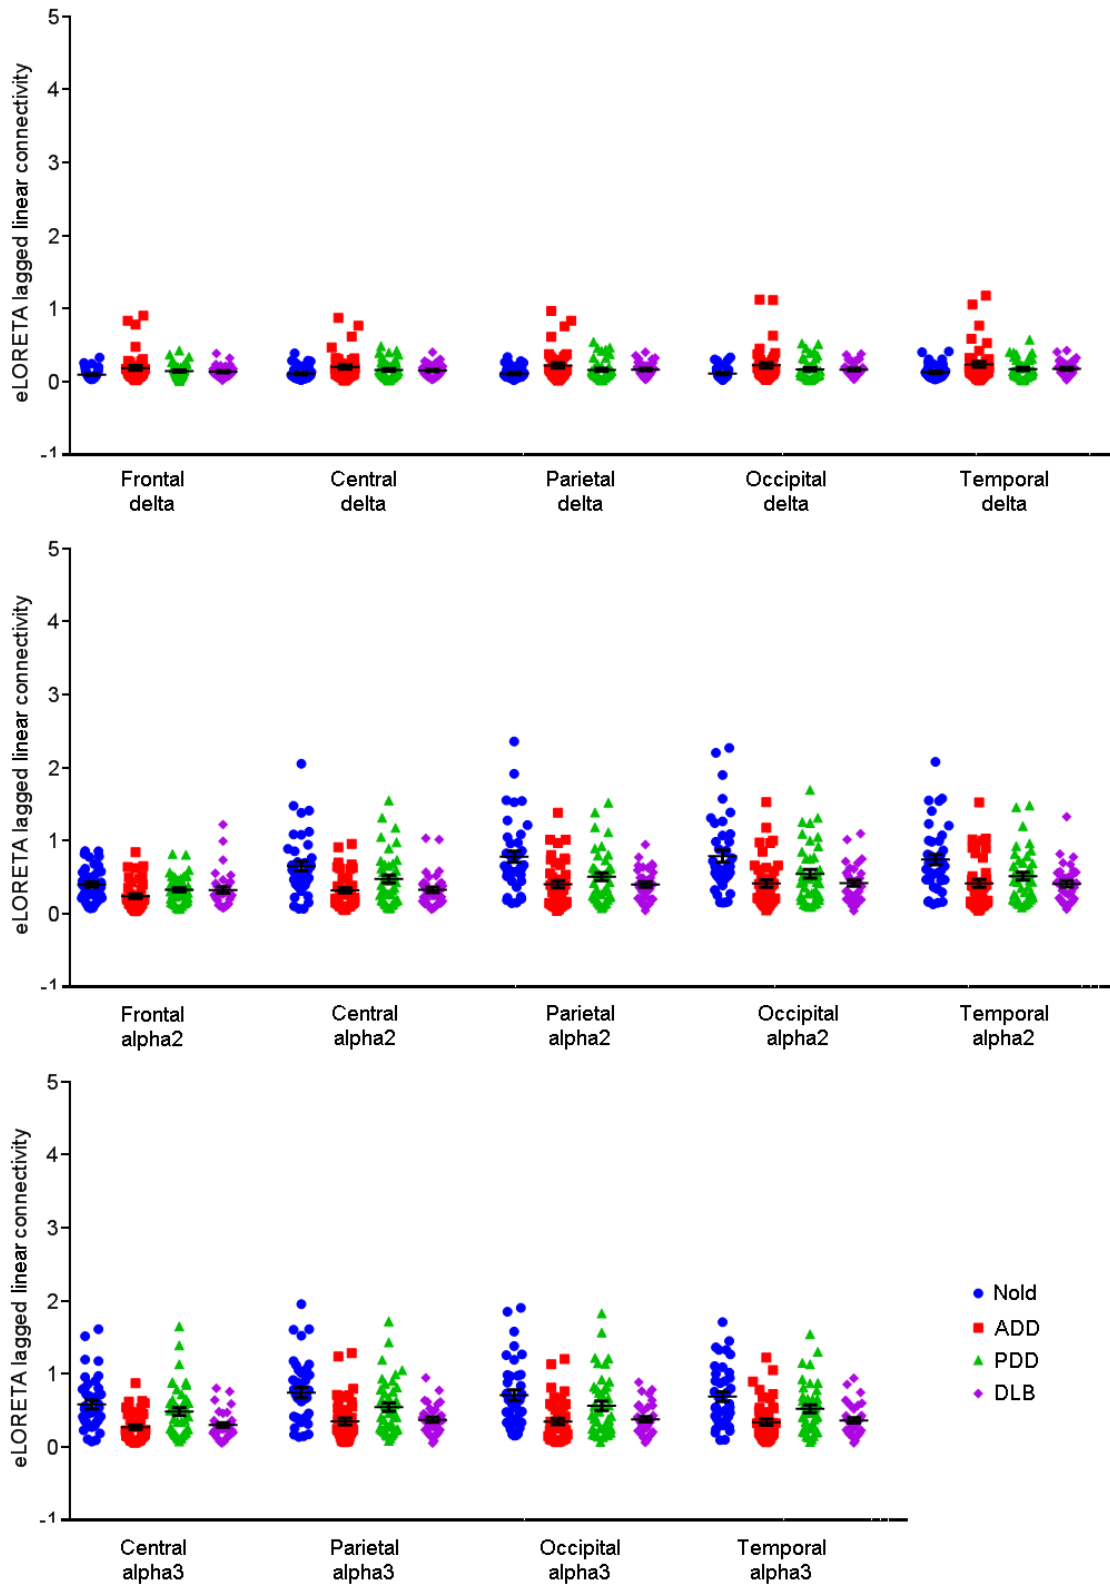 eLORETA lagged linear connectivity
5
4
3
2
1
0
-1
Frontal delta
Central delta
Parietal delta
Occipital delta
Temporal delta
eLORETA lagged linear connectivity
5
4
3
2
1
0
-1
Frontal alpha2
Central alpha2
Parietal alpha2
Occipital alpha2
Temporal alpha2
eLORETA lagged linear connectivity
5
4
3
2
1
0
-1
Central alpha3
Parietal alpha3
Occipital alpha3
Temporal alpha3
Nold
ADD
PDD
DLB